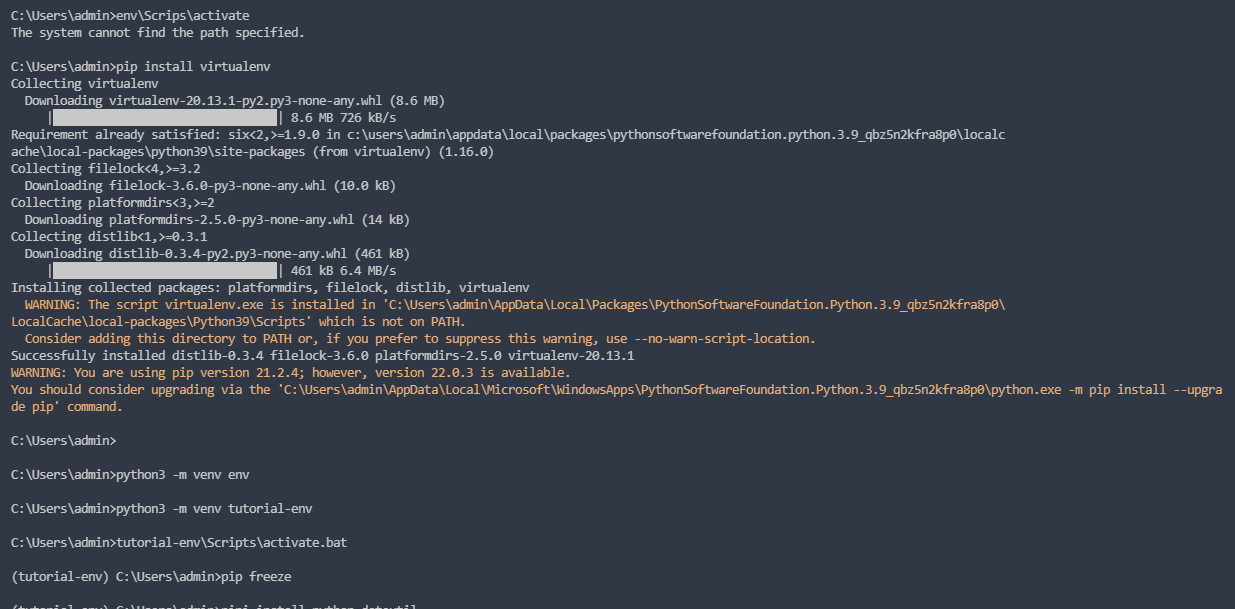 C:\Users\admin>env\Scrips\activate
The system cannot find the path specified.
C:\Users\admin>pip install virtualenv
Collecting virtualenv
  Downloading virtualenv-20.13.1-py2.py3-none-any.whl (8.6 MB)
     | | 8.6 MB 726 kB/s
Requirement already satisfied: six<2,>=1.9.0 in c:\users\admin\appdata\local\packages\pythonsoftwarefoundation.python.3.9_qbz5n2kfra8p0\localc
ache\local-packages\python39\site-packages (from virtualenv) (1.16.0)
Collecting filelock<4,>=3.2
  Downloading filelock-3.6.0-py3-none-any.whl (10.0 kB)
Collecting platformdirs<3,>=2
  Downloading platformdirs-2.5.0-py3-none-any.whl (14 kB)
Collecting distlib<1,>=0.3.1
  Downloading distlib-0.3.4-py2.py3-none-any.whl (461 kB)
     | | 461 kB 6.4 MB/s
Installing collected packages: platformdirs, filelock, distlib, virtualenv
  WARNING: The script virtualenv.exe is installed in 'C:\Users\admin\AppData\Local\Packages\PythonSoftwareFoundation.Python.3.9_qbz5n2kfra8p0\
LocalCache\local-packages\Python39\Scripts' which is not on PATH.
  Consider adding this directory to PATH or, if you prefer to suppress this warning, use --no-warn-script-location.
Successfully installed distlib-0.3.4 filelock-3.6.0 platformdirs-2.5.0 virtualenv-20.13.1
WARNING: You are using pip version 21.2.4; however, version 22.0.3 is available.
You should consider upgrading via the 'C:\Users\admin\AppData\Local\Microsoft\WindowsApps\PythonSoftwareFoundation.Python.3.9_qbz5n2kfra8p0\python.exe -m pip install --upgra
de pip' command.
C:\Users\admin>
C:\Users\admin>python3 -m venv env
C:\Users\admin>python3 -m venv tutorial-env
C:\Users\admin>tutorial-env\Scripts\activate.bat
(tutorial-env) C:\Users\admin>pip freeze
(tutorial-env) C:\Users\admin>